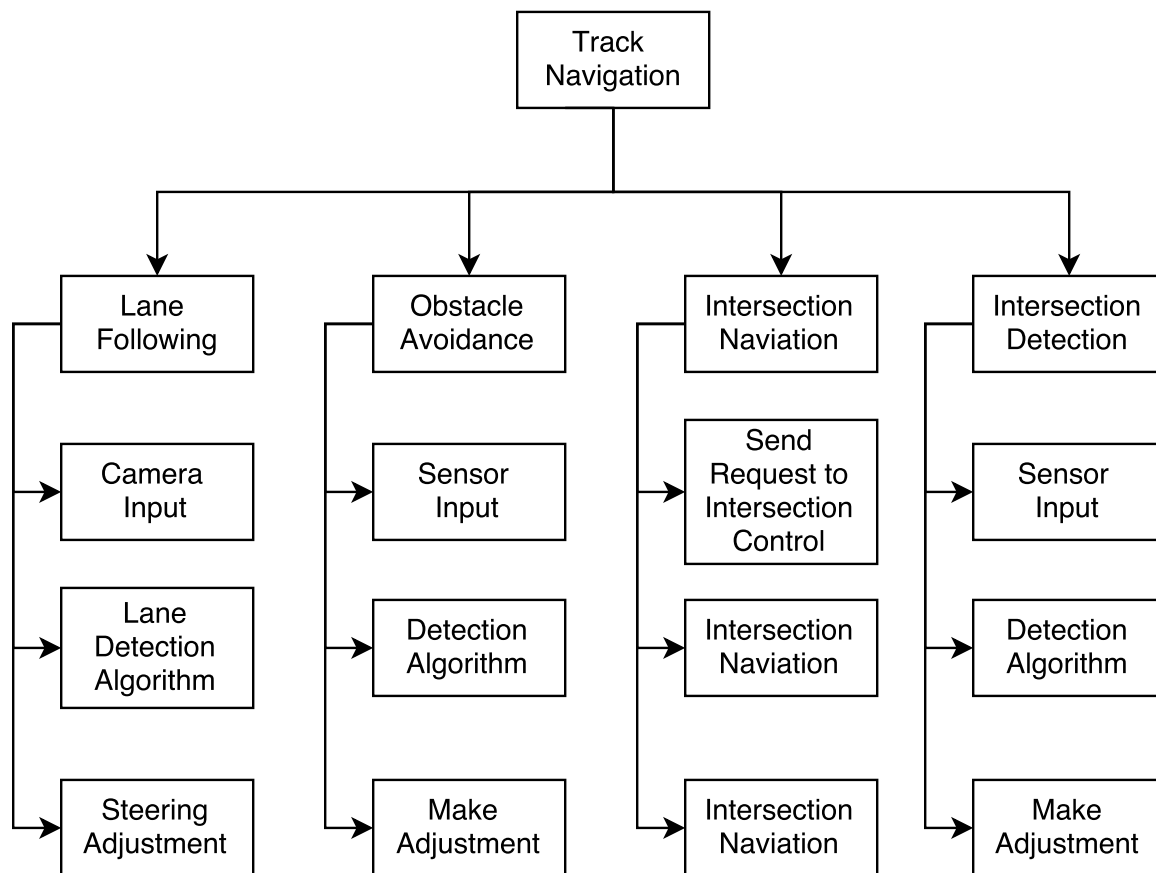 Track
Navigation
Lane
Following
Obstacle
Avoidance
Intersection
Naviation
Intersection
Detection
Camera
Input
Sensor
Input
Send
Request to
Intersection
Control
Sensor
Input
Lane
Detection
Algorithm
Detection
Algorithm
Intersection
Naviation
Detection
Algorithm
Steering
Adjustment
Make
Adjustment
Intersection
Naviation
Make
Adjustment